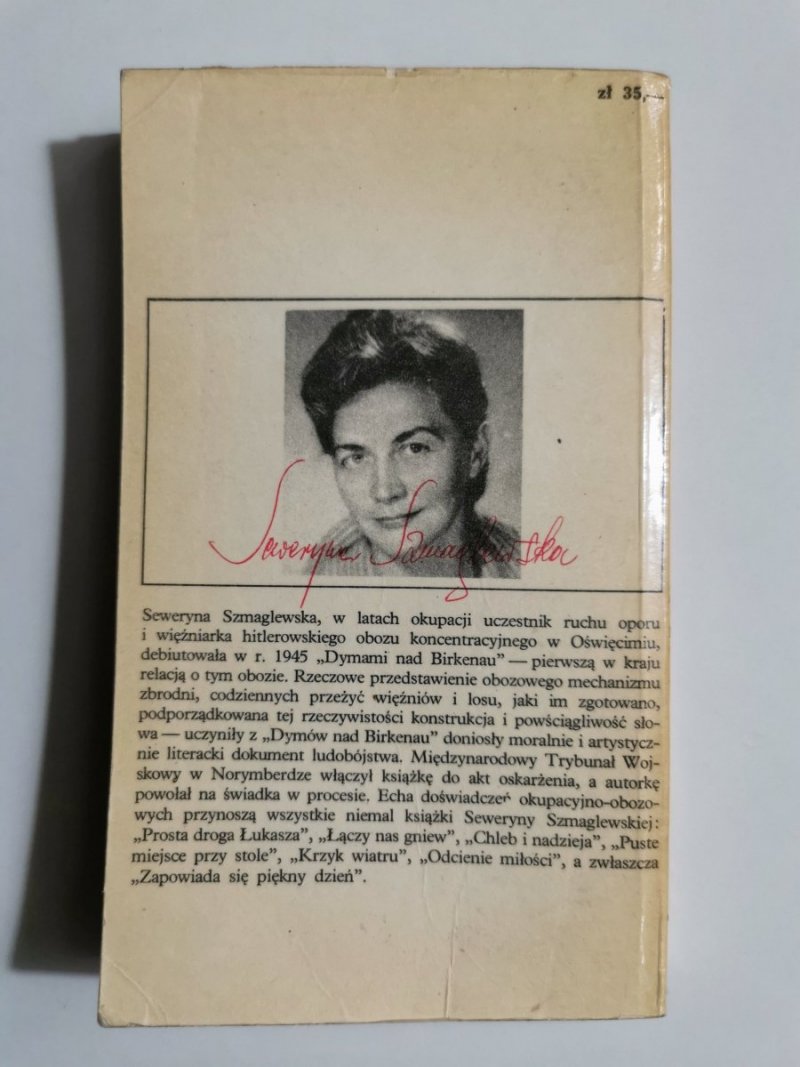 zł 35,—
Seweryna Szmaglewska
Seweryna Szmaglewska, w latach okupacji uczestnik ruchu oporu
i więźniarka hitlerowskiego obozu koncentracyjnego w Oświęcimiu,
debiutowała w r. 1945 „Dymami nad Birkenau” — pierwszą w kraju
relacją o tym obozie. Rzeczowe przedstawienie obozowego mechanizmu
zbrodni, codziennych przeżyć więźniów i losu, jaki im zgotowano,
podporządkowana tej rzeczywistości konstrukcja i powściągliwość sło-
wa — uczyniły z „Dymów nad Birkenau” doniosły moralnie i artystycz-
nie literacki dokument ludobójstwa. Międzynarodowy Trybunał Woj-
skowy w Norymberdze włączył książkę do akt oskarżenia, a autorkę
powołał na świadka w procesie. Echa doświadczeń okupacyjno-obozo-
wych przynoszą wszystkie niemal książki Seweryny Szmaglewskiej:
„Prosta droga Łukasza”, „Łączy nas gniew”, „Chleb i nadzieja”, „Puste
miejsce przy stole”, „Krzyk wiatru”, „Odcienie miłości”, a zwłaszcza
„Zapowiada się piękny dzień”.